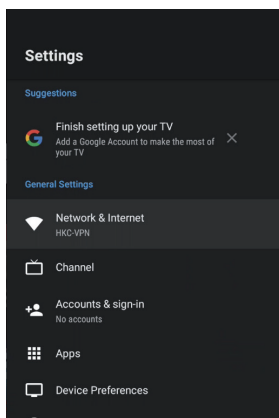 Settings
Suggestions
Finish setting up your TV
Add a Google Account to make the most of
your TV
General Settings
Network & Internet
HKC-VPN
Channel
Accounts & sign-in
No accounts
Apps
Device Preferences